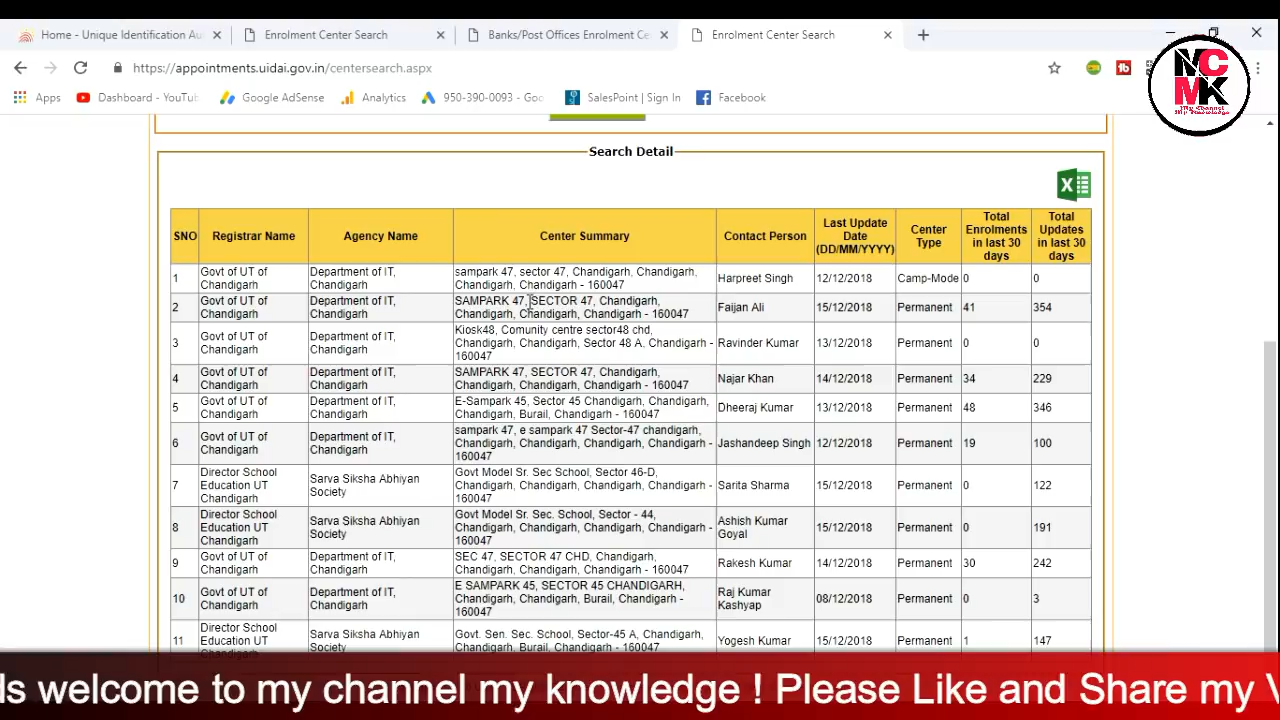 Home - Unique Identification Au
Enrolment Center Search
Banks/Post Offices Enrolment Ce
Enrolment Center Search
https://appointments.uidai.gov.in/centersearch.aspx
Apps
Dashboard - YouTu
Google AdSense
Analytics
950-390-0093 - Goo
SalesPoint | Sign In
Facebook
MC
MK
My Channel
My Knowledge
Search Detail
SNO Registrar Name Agency Name Center Summary Contact Person Last Update Date (DD/MM/YYYY) Center Type Total Enrolments in last 30 days Total Updates in last 30 days
1 Govt of UT of Chandigarh Department of IT, Chandigarh sampark 47, sector 47, Chandigarh, Chandigarh, Chandigarh, Chandigarh - 160047 Harpreet Singh 12/12/2018 Camp-Mode 0 0
2 Govt of UT of Chandigarh Department of IT, Chandigarh SAMPARK 47, SECTOR 47, Chandigarh, Chandigarh, Chandigarh, Chandigarh - 160047 Faijan Ali 15/12/2018 Permanent 41 354
3 Govt of UT of Chandigarh Department of IT, Chandigarh Kiosk48, Comunity centre sector48 chd, Chandigarh, Chandigarh, Sector 48 A, Chandigarh - 160047 Ravinder Kumar 13/12/2018 Permanent 0 0
4 Govt of UT of Chandigarh Department of IT, Chandigarh SAMPARK 47, SECTOR 47, Chandigarh, Chandigarh, Chandigarh, Chandigarh - 160047 Najar Khan 14/12/2018 Permanent 34 229
5 Govt of UT of Chandigarh Department of IT, Chandigarh E-Sampark 45, Sector 45 Chandigarh, Chandigarh, Chandigarh, Burail, Chandigarh - 160047 Dheeraj Kumar 13/12/2018 Permanent 48 346
6 Govt of UT of Chandigarh Department of IT, Chandigarh sampark 47, e sampark 47 Sector-47 chandigarh, Chandigarh, Chandigarh, Chandigarh, Chandigarh - 160047 Jashandeep Singh 12/12/2018 Permanent 19 100
7 Director School Education UT Chandigarh Sarva Siksha Abhiyan Society Govt Model Sr. Sec School, Sector 46-D, Chandigarh, Chandigarh, Chandigarh, Chandigarh - 160047 Sarita Sharma 15/12/2018 Permanent 0 122
8 Director School Education UT Chandigarh Sarva Siksha Abhiyan Society Govt Model Sr. Sec. School, Sector - 44, Chandigarh, Chandigarh, Chandigarh, Chandigarh - 160047 Ashish Kumar Goyal 15/12/2018 Permanent 0 191
9 Govt of UT of Chandigarh Department of IT, Chandigarh SEC 47, SECTOR 47 CHD, Chandigarh, Chandigarh, Chandigarh, Chandigarh - 160047 Rakesh Kumar 14/12/2018 Permanent 30 242
10 Govt of UT of Chandigarh Department of IT, Chandigarh E SAMPARK 45, SECTOR 45 CHANDIGARH, Chandigarh, Chandigarh, Burail, Chandigarh - 160047 Raj Kumar Kashyap 08/12/2018 Permanent 0 3
11 Director School Education UT Chandigarh Sarva Siksha Abhiyan Society Govt. Sen. Sec. School, Sector-45 A, Chandigarh, Chandigarh, Burail, Chandigarh - 160047 Yogesh Kumar 15/12/2018 Permanent 1 147
ds welcome to my channel my knowledge ! Please Like and Share my V